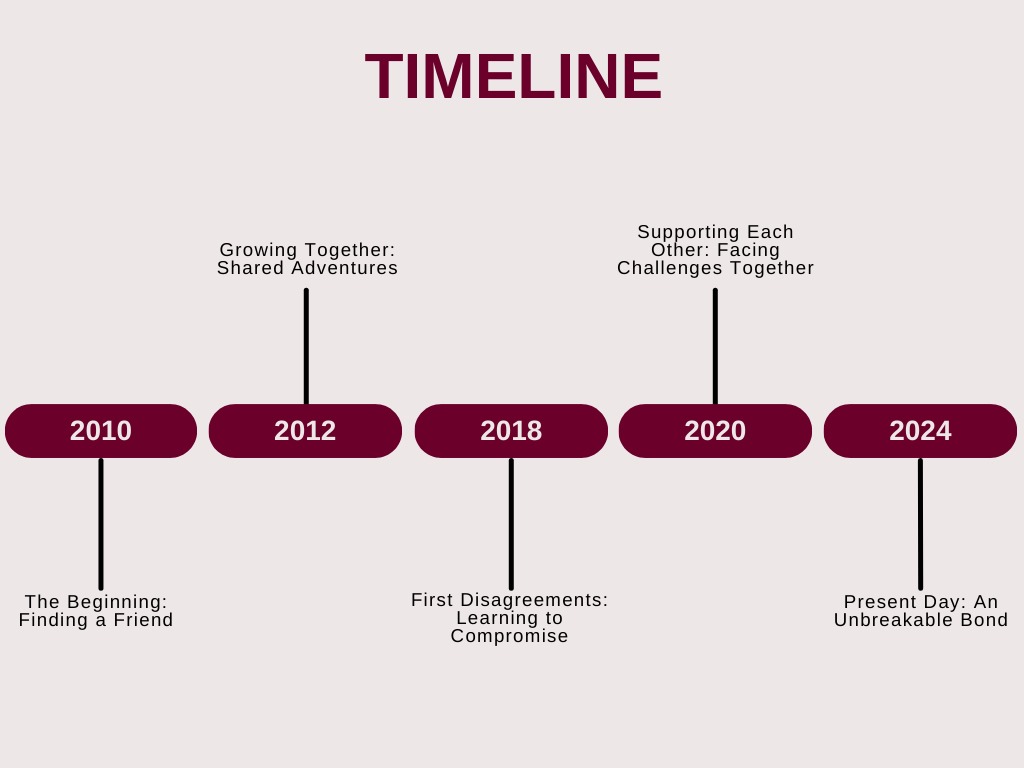 TIMELINE
Growing Together:
Shared Adventures
Supporting Each
Other: Facing
Challenges Together
2010
2012
2018
2020
2024
The Beginning:
Finding a Friend
First Disagreements:
Learning to
Compromise
Present Day: An
Unbreakable Bond